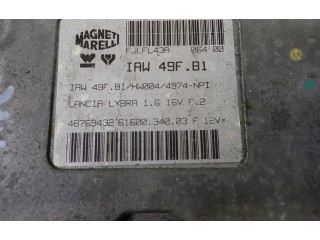 MAGNETI
MARELLI
FJLFL43A 064 00
IAW 49F.B1
IAW 49F.B1/HW004/4974-NPI
LANCIA LYBRA 1.6 16V F.2
46769432 61600.340.03 F 12V=